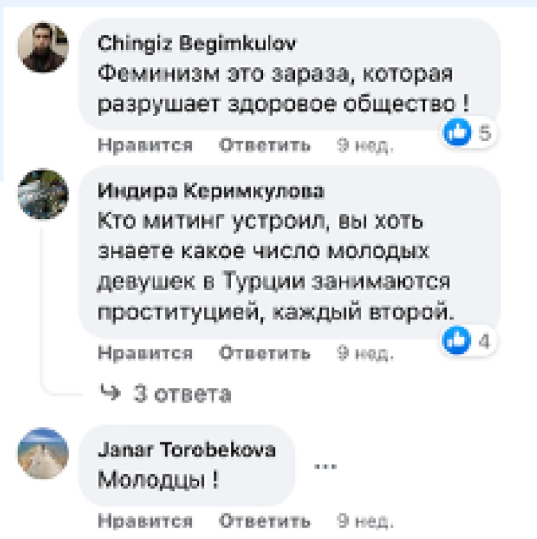 Chingiz Begimkulov
Феминизм это зараза, которая
разрушает здоровое общество !
Нравится Ответить 9 нед.
5
Индира Керимкулова
Кто митинг устроил, вы хоть
знаете какое число молодых
девушек в Турции занимаются
проституцией, каждый второй.
4
Нравится Ответить 9 нед.
3 ответа
Janar Torobekova
Молодцы !
Нравится Ответить 9 нед.